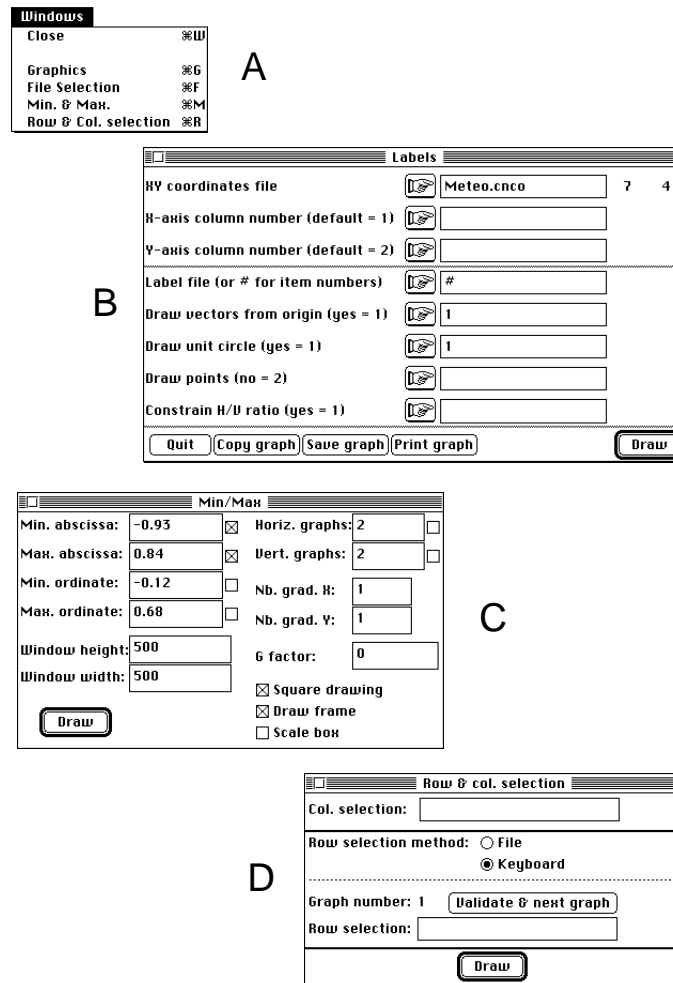 Windows
Close ⌘W
Graphics ⌘G
File Selection ⌘F
Min. & Max. ⌘M
Row & Col. selection ⌘R
A
Labels
XY coordinates file Meteo.cnco 7 4
X-axis column number (default = 1)
Y-axis column number (default = 2)
Label file (or # for item numbers) #
Draw vectors from origin (yes = 1) 1
Draw unit circle (yes = 1) 1
Draw points (no = 2)
Constrain H/V ratio (yes = 1)
Quit Copy graph Save graph Print graph Draw
B
Min/Max
Min. abscissa: -0.93 Horiz. graphs: 2
Max. abscissa: 0.84 Vert. graphs: 2
Min. ordinate: -0.12 Nb. grad. X: 1
Max. ordinate: 0.68 Nb. grad. Y: 1
Window height: 500 G factor: 0
Window width: 500
Square drawing
Draw Draw frame
Scale box
C
Row & col. selection
Col. selection:
Row selection method: File
Keyboard
Graph number: 1 Validate & next graph
Row selection:
Draw
D